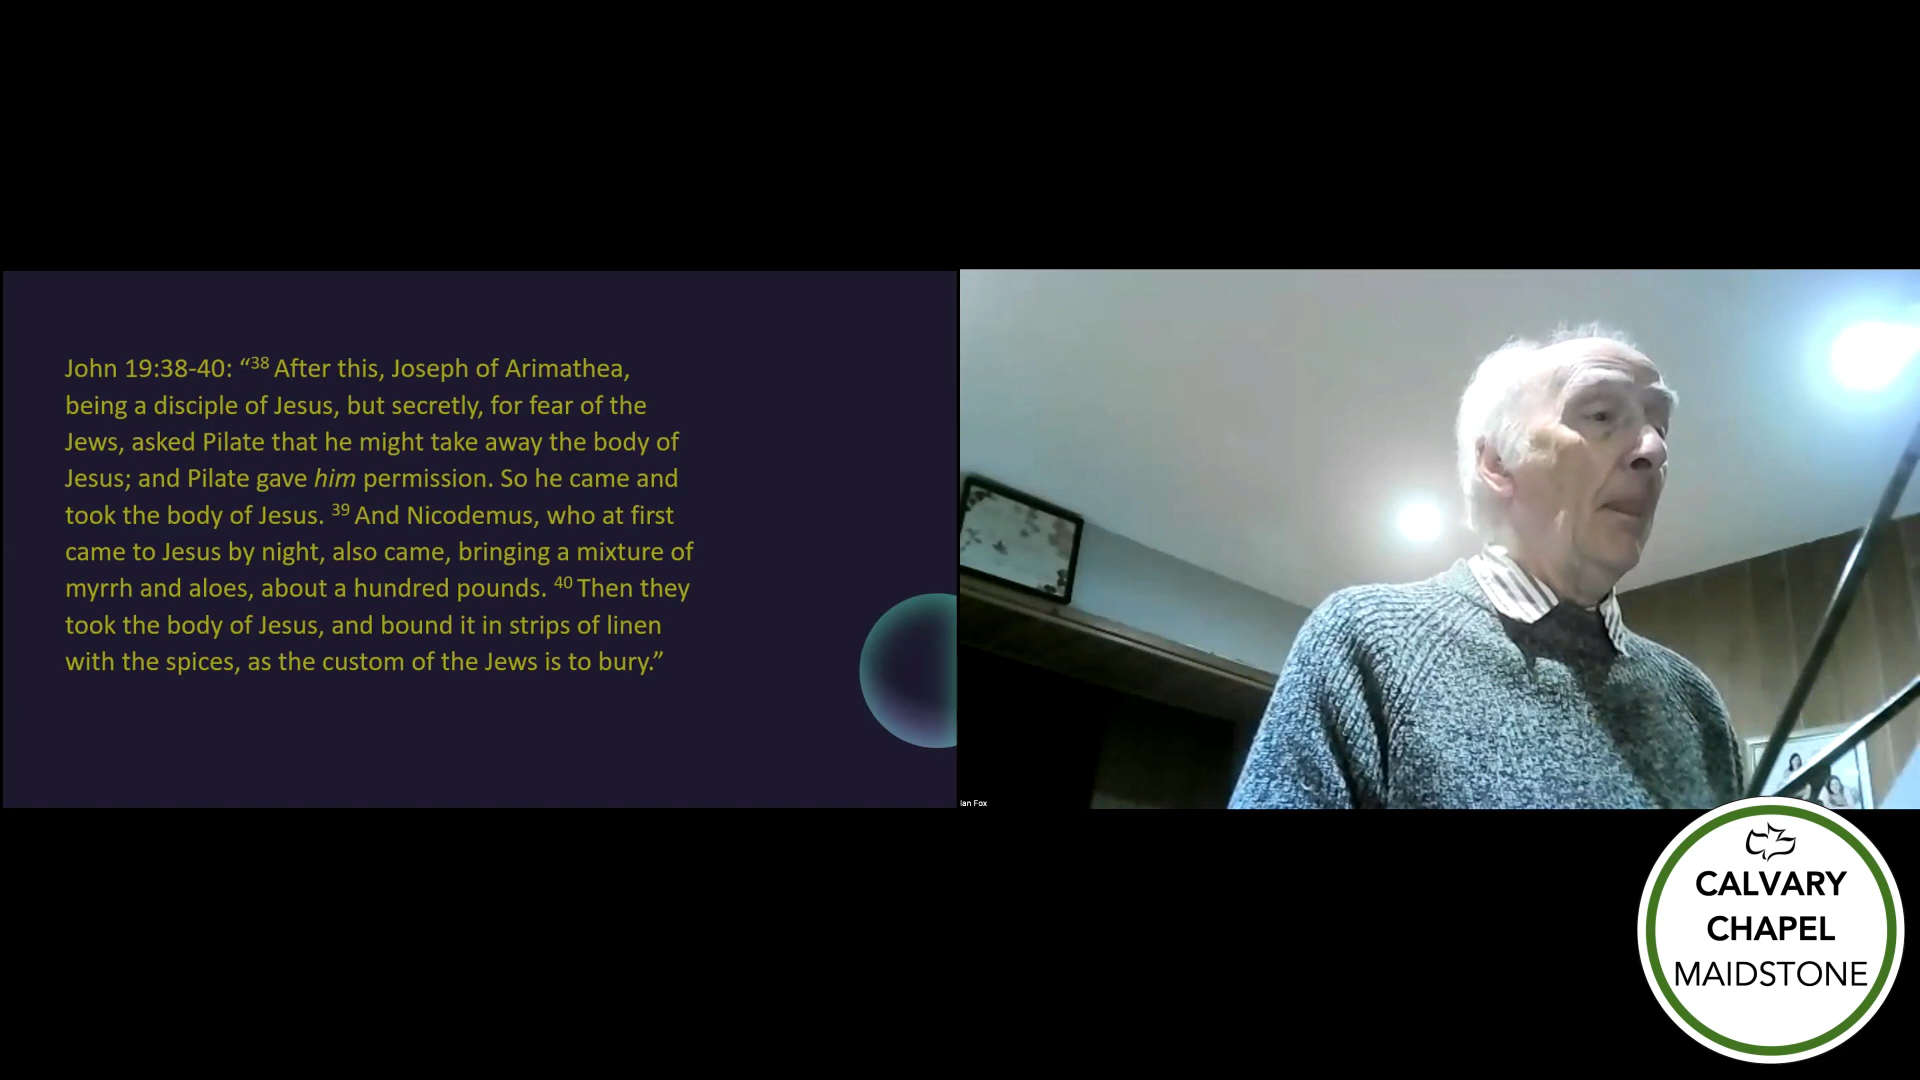 John 19:38-40: “38 After this, Joseph of Arimathea,
being a disciple of Jesus, but secretly, for fear of the
Jews, asked Pilate that he might take away the body of
Jesus; and Pilate gave him permission. So he came and
took the body of Jesus. 39 And Nicodemus, who at first
came to Jesus by night, also came, bringing a mixture of
myrrh and aloes, about a hundred pounds. 40 Then they
took the body of Jesus, and bound it in strips of linen
with the spices, as the custom of the Jews is to bury.”
Ian Fox
CALVARY
CHAPEL
MAIDSTONE